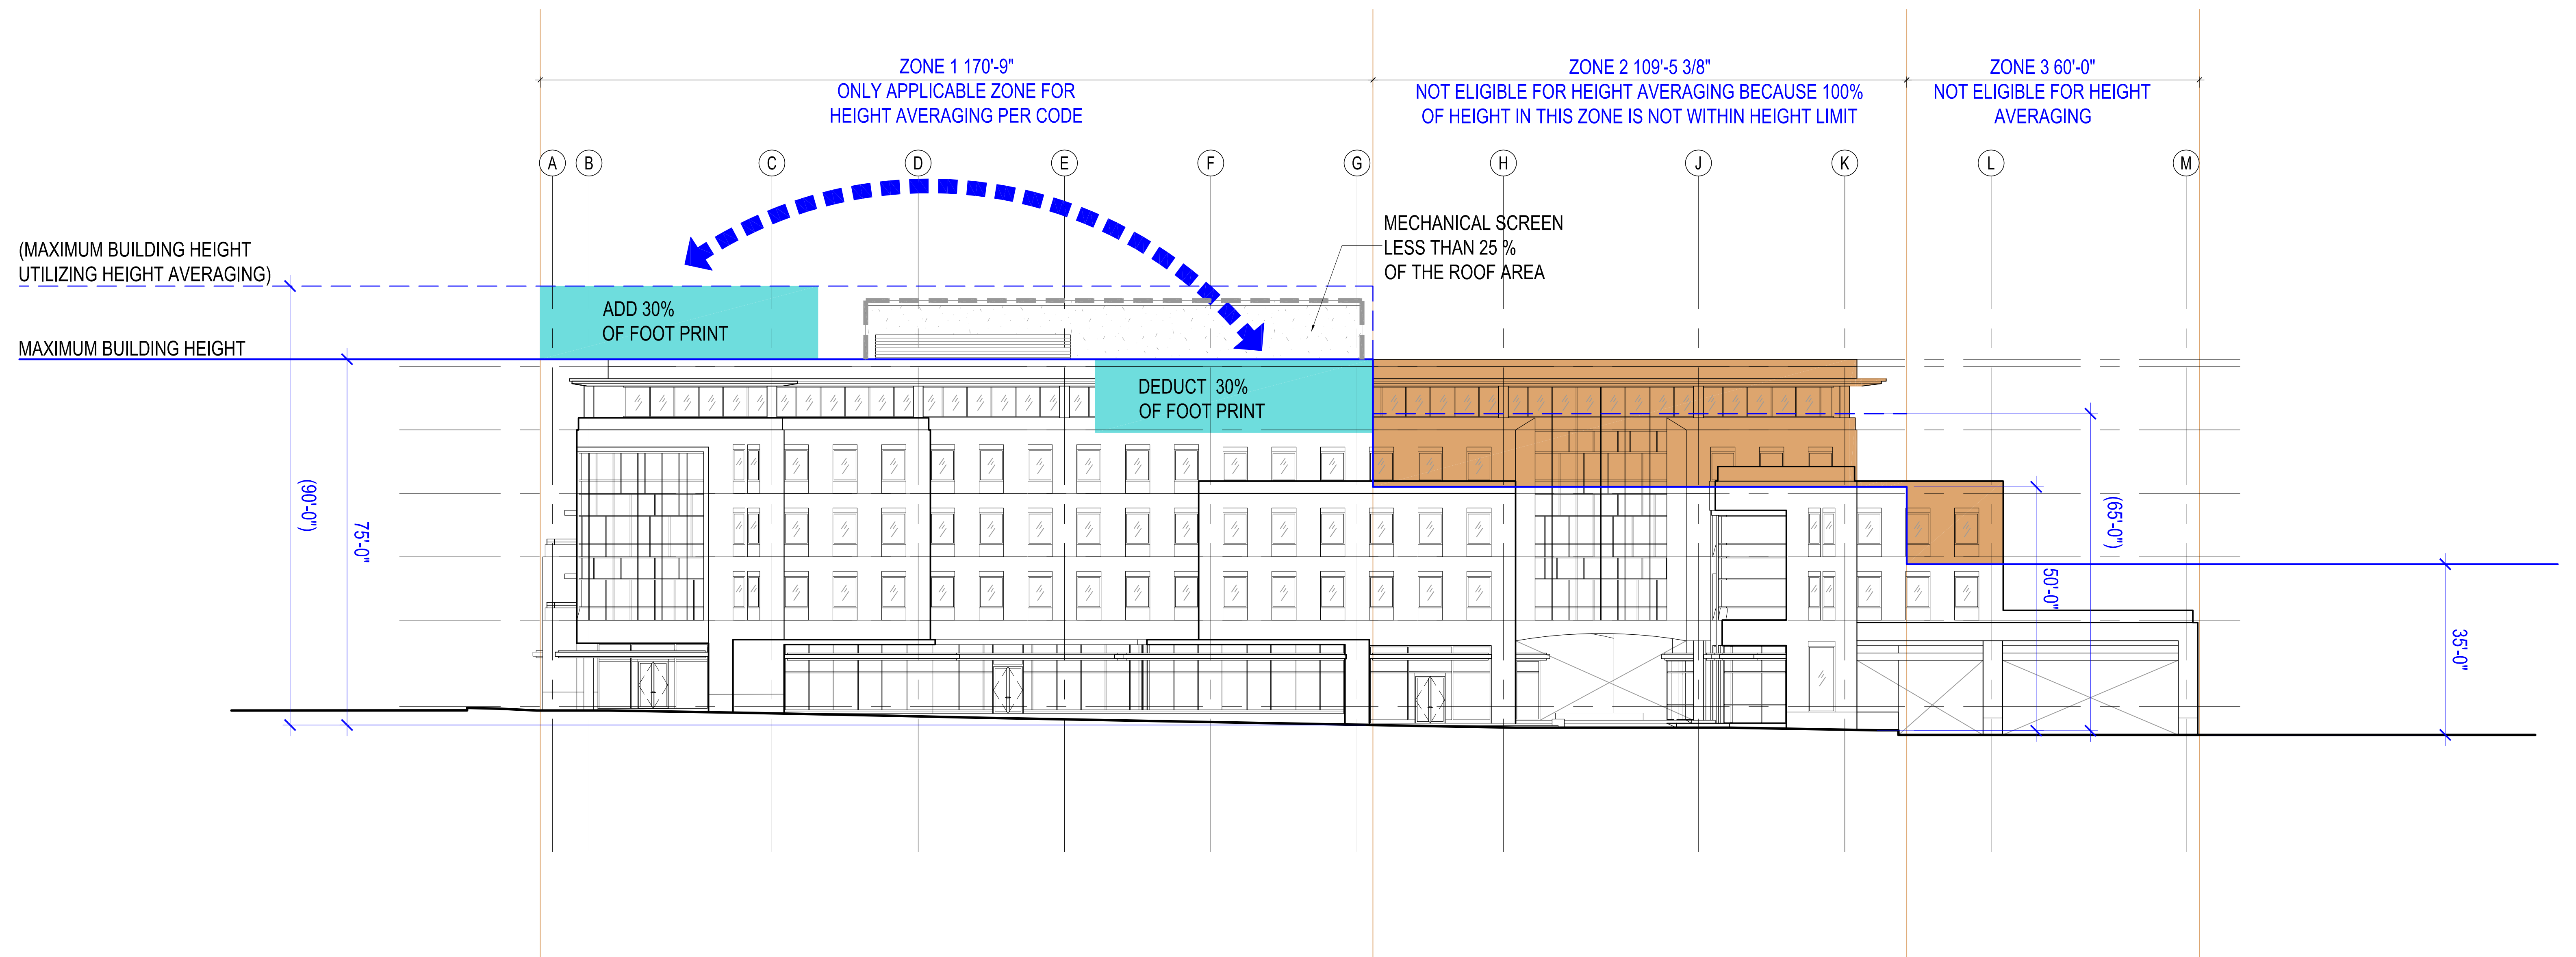 ZONE 1 170'-9"
ONLY APPLICABLE ZONE FOR
HEIGHT AVERAGING PER CODE
ZONE 2 109'-5 3/8"
NOT ELIGIBLE FOR HEIGHT AVERAGING BECAUSE 100%
OF HEIGHT IN THIS ZONE IS NOT WITHIN HEIGHT LIMIT
ZONE 3 60'-0"
NOT ELIGIBLE FOR HEIGHT
AVERAGING
A
B
C
D
E
F
G
H
J
K
L
M
MECHANICAL SCREEN
LESS THAN 25 %
OF THE ROOF AREA
(MAXIMUM BUILDING HEIGHT
UTILIZING HEIGHT AVERAGING)
ADD 30%
OF FOOT PRINT
MAXIMUM BUILDING HEIGHT
DEDUCT 30%
OF FOOT PRINT
(90'-0")
75'-0"
(65'-0")
50'-0"
35'-0"